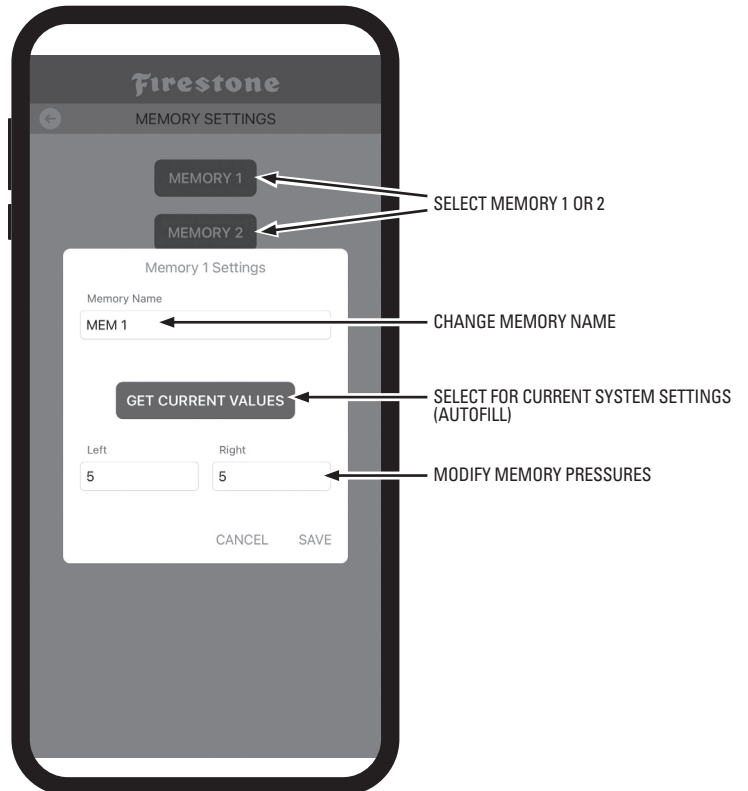 Firestone
MEMORY SETTINGS
MEMORY 1
SELECT MEMORY 1 OR 2
MEMORY 2
Memory 1 Settings
Memory Name
MEM 1
CHANGE MEMORY NAME
GET CURRENT VALUES
SELECT FOR CURRENT SYSTEM SETTINGS
(AUTOFILL)
Left Right
5 5
MODIFY MEMORY PRESSURES
CANCEL SAVE